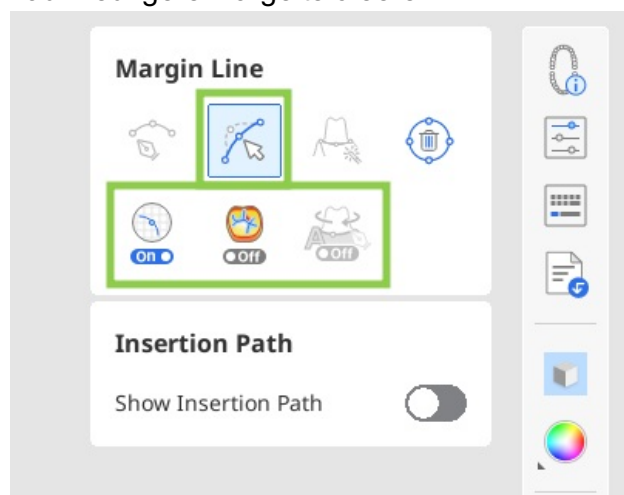 Margin Line
On
Off
Off
Insertion Path
Show Insertion Path